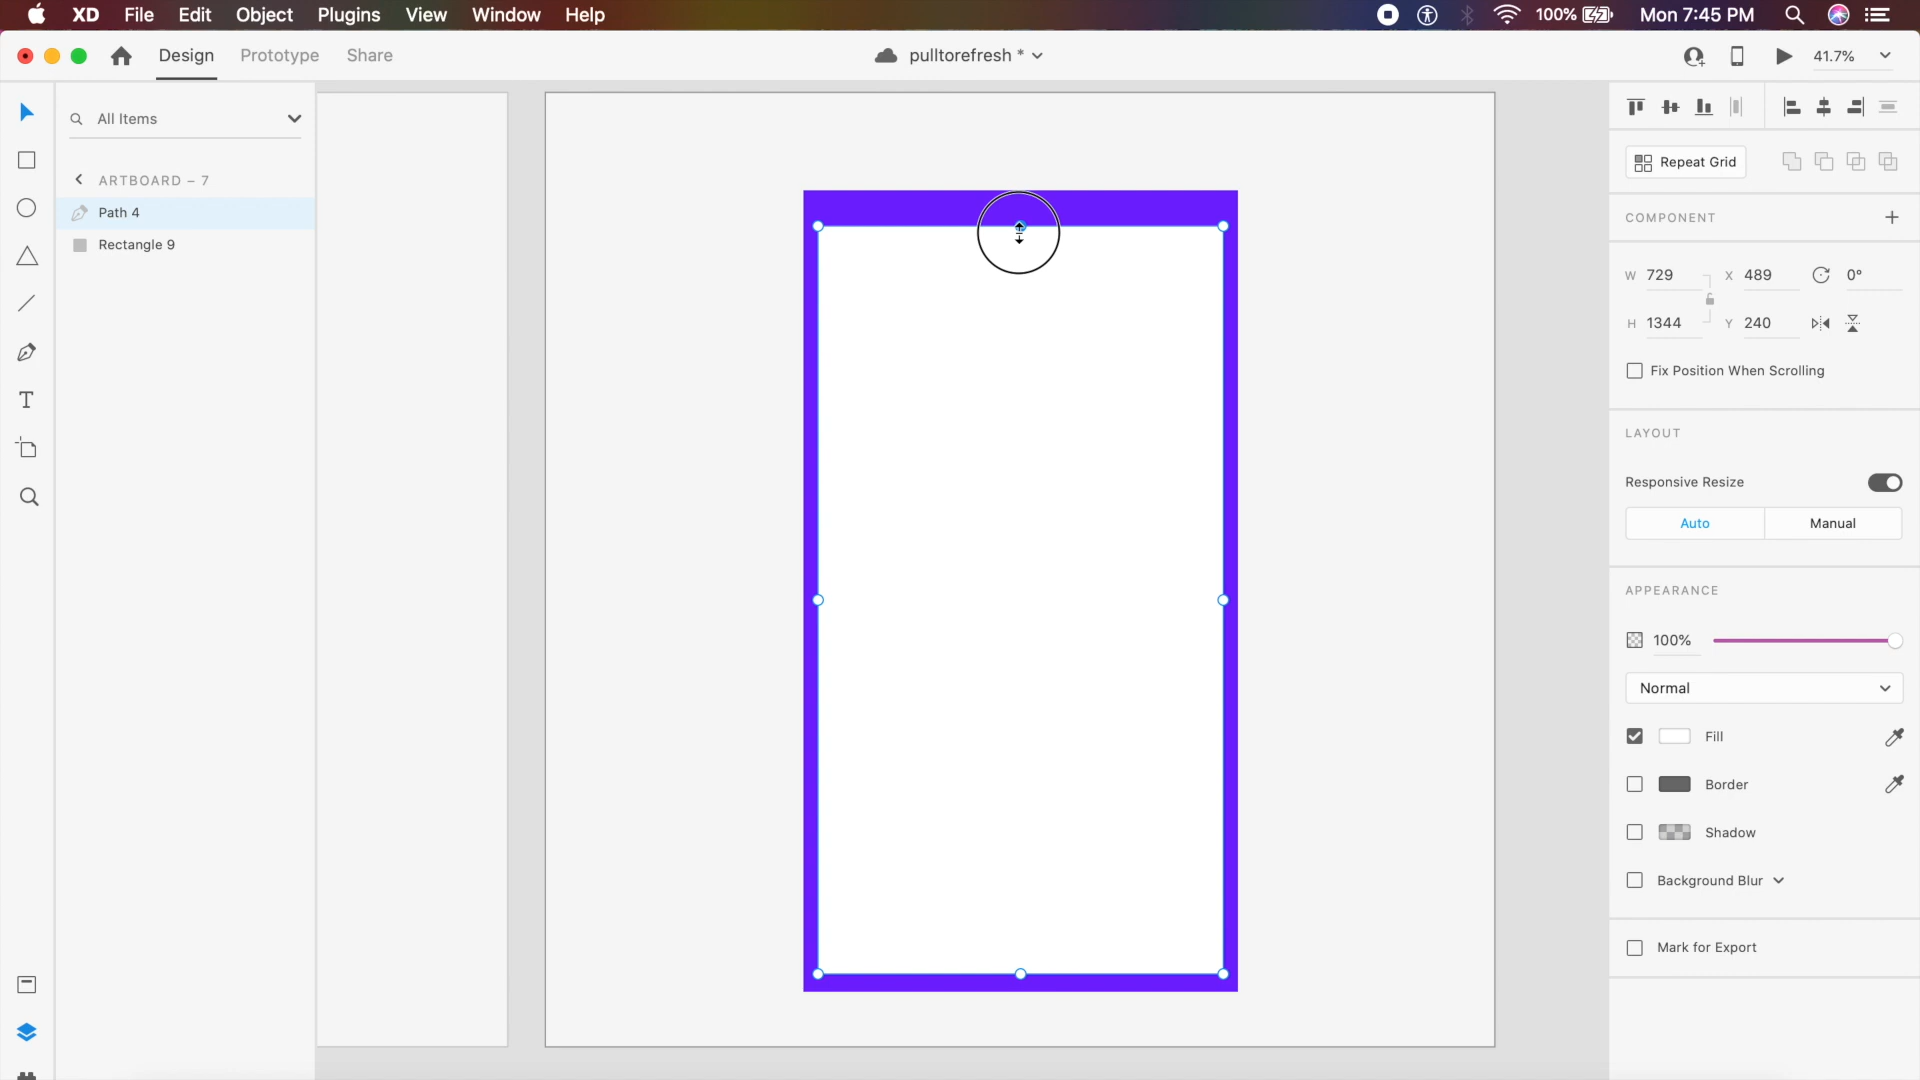 XD File Edit Object Plugins View Window Help 100% Mon 7:45 PM
Design Prototype Share pulltorefresh * 41.7%
All Items
ARTBOARD – 7
Path 4
Rectangle 9
T
Repeat Grid
COMPONENT
W 729 X 489 0°
H 1344 Y 240
Fix Position When Scrolling
LAYOUT
Responsive Resize
Auto Manual
APPEARANCE
100%
Normal
Fill
Border
Shadow
Background Blur
Mark for Export